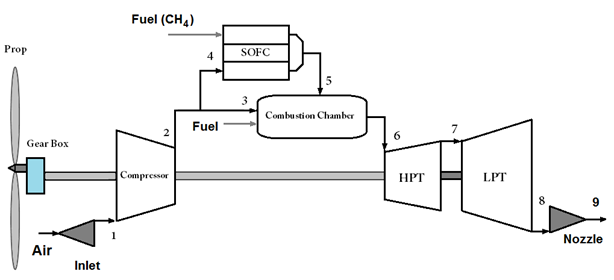 Fuel (CH4)
Prop
SOFC
4
5
Gear Box
2
3
Combustion Chamber
Fuel
6
7
Compressor
HPT
LPT
8
9
1
Air
Inlet
Nozzle